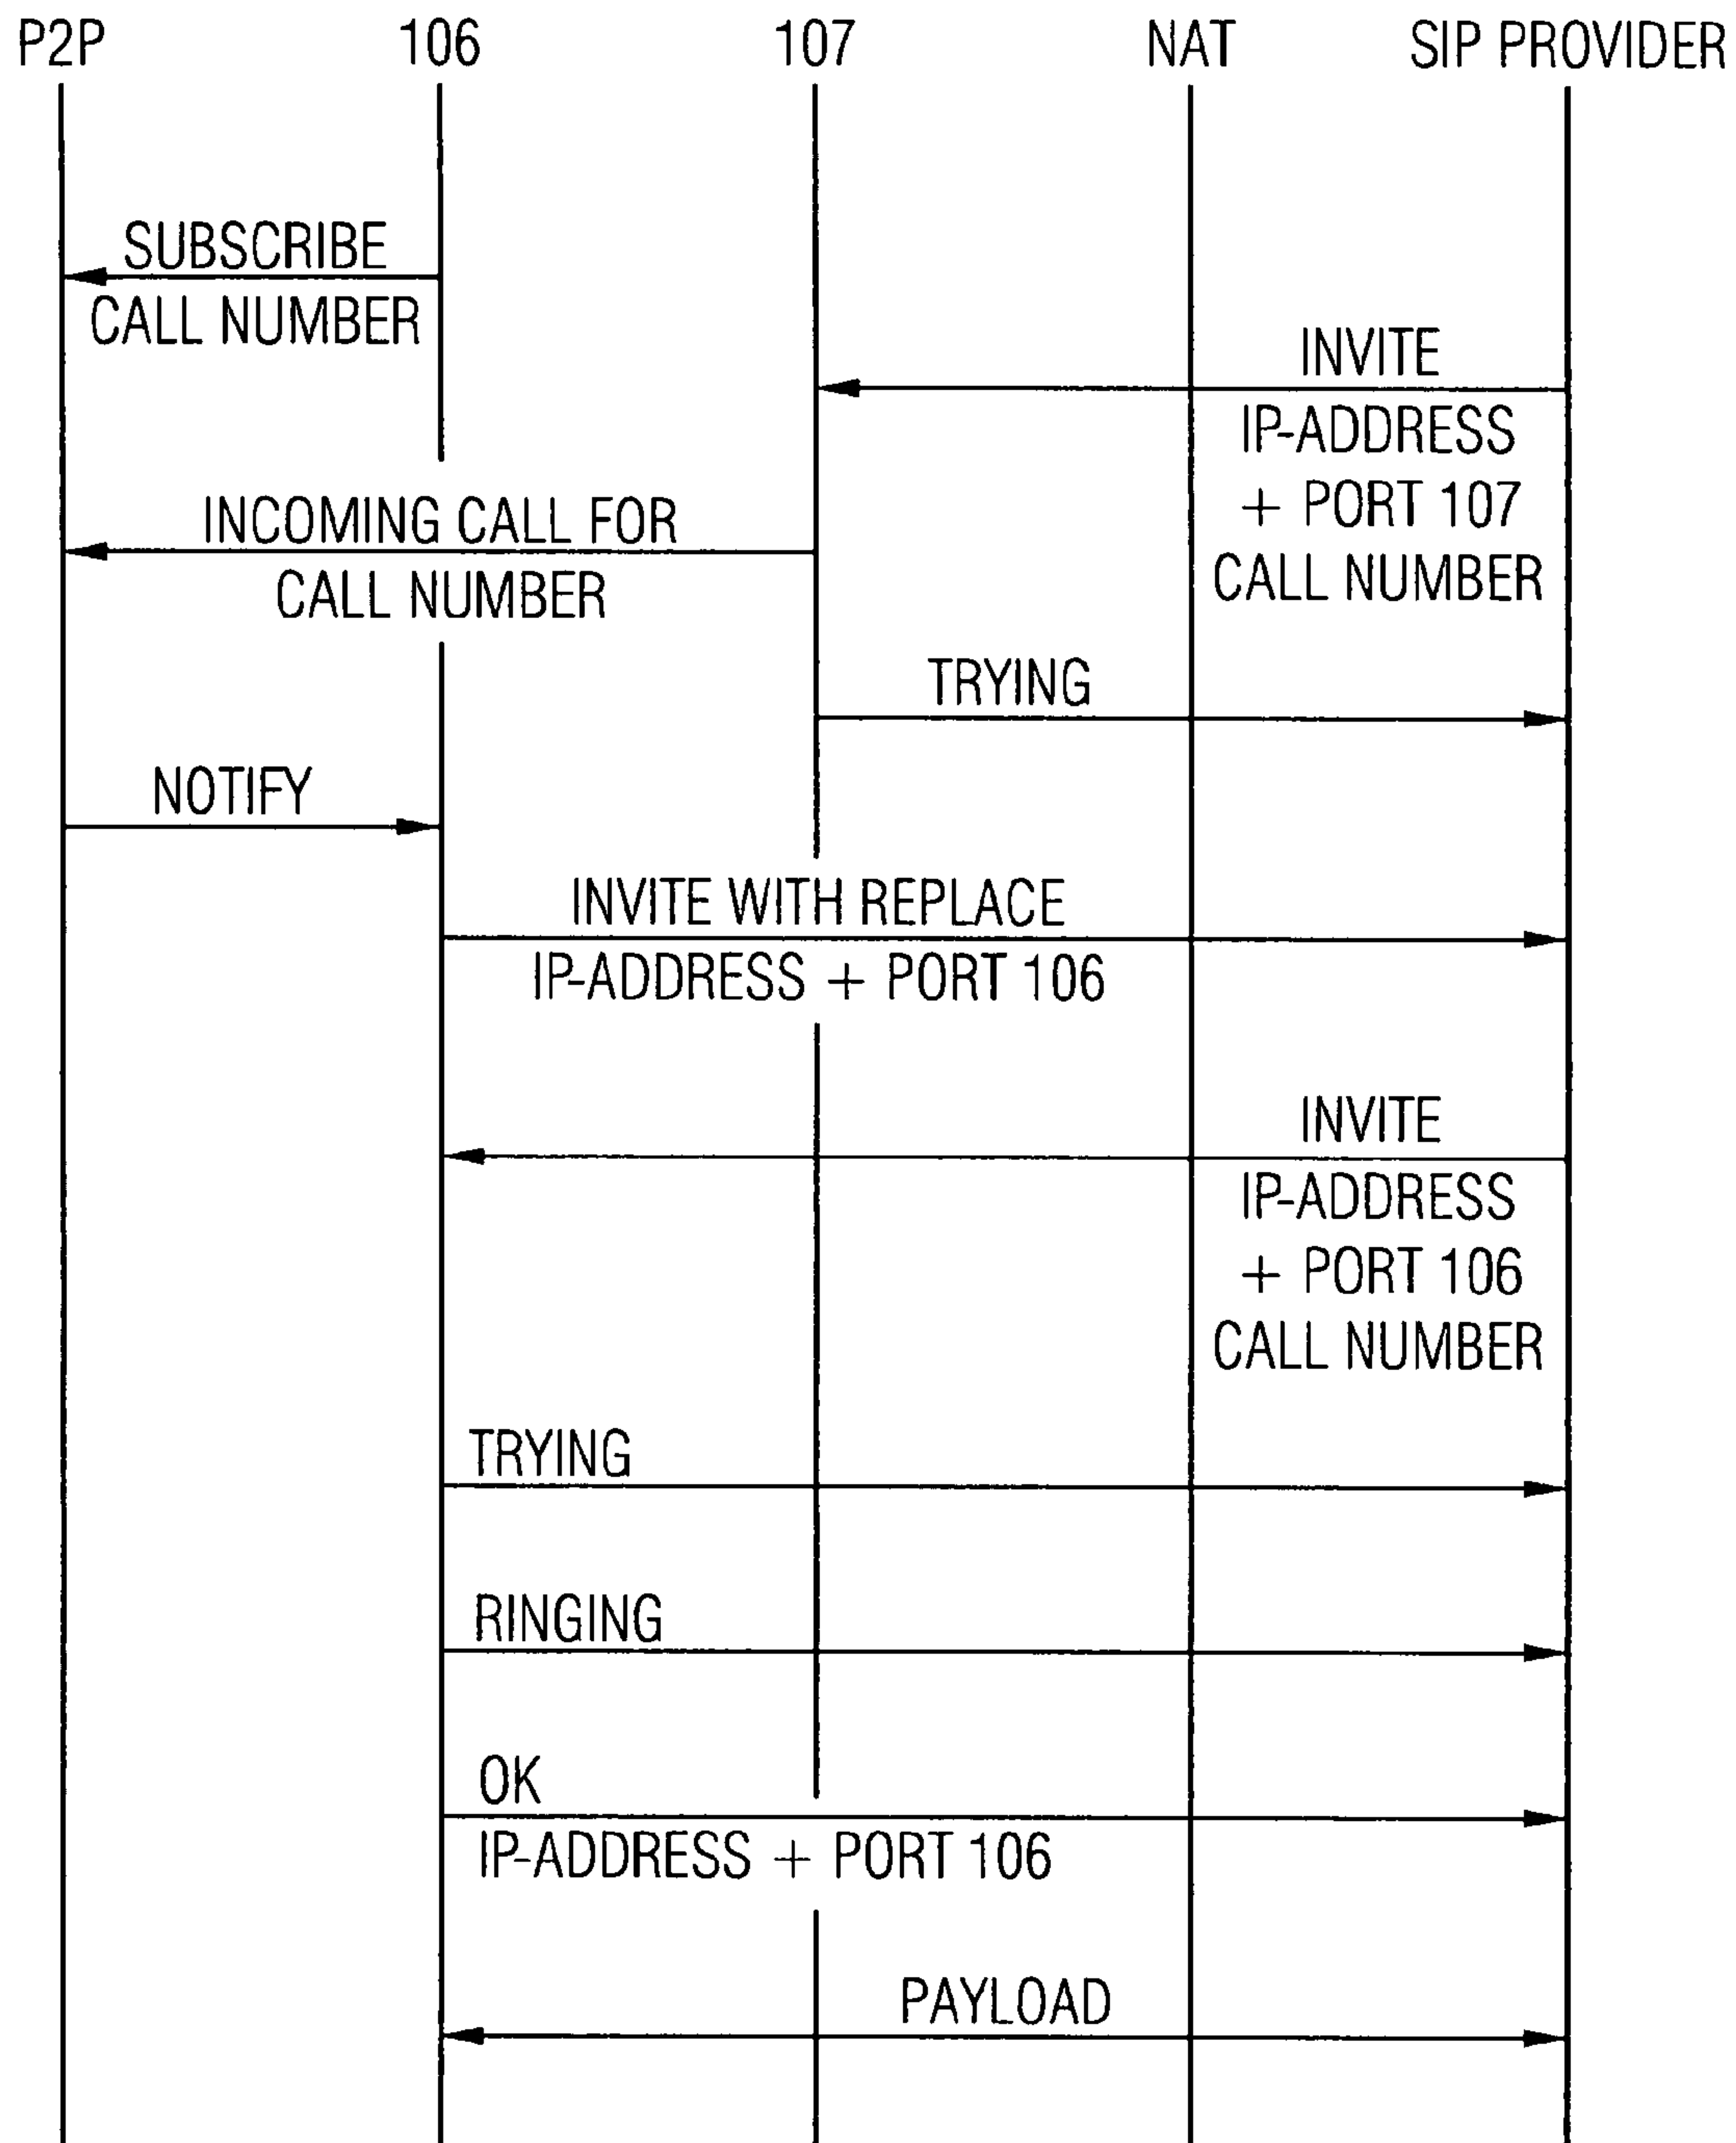 P2P 106 107 NAT SIP PROVIDER
SUBSCRIBE
CALL NUMBER
INVITE
IP-ADDRESS
+ PORT 107
CALL NUMBER
INCOMING CALL FOR
CALL NUMBER
TRYING
NOTIFY
INVITE WITH REPLACE
IP-ADDRESS + PORT 106
INVITE
IP-ADDRESS
+ PORT 106
CALL NUMBER
TRYING
RINGING
OK
IP-ADDRESS + PORT 106
PAYLOAD